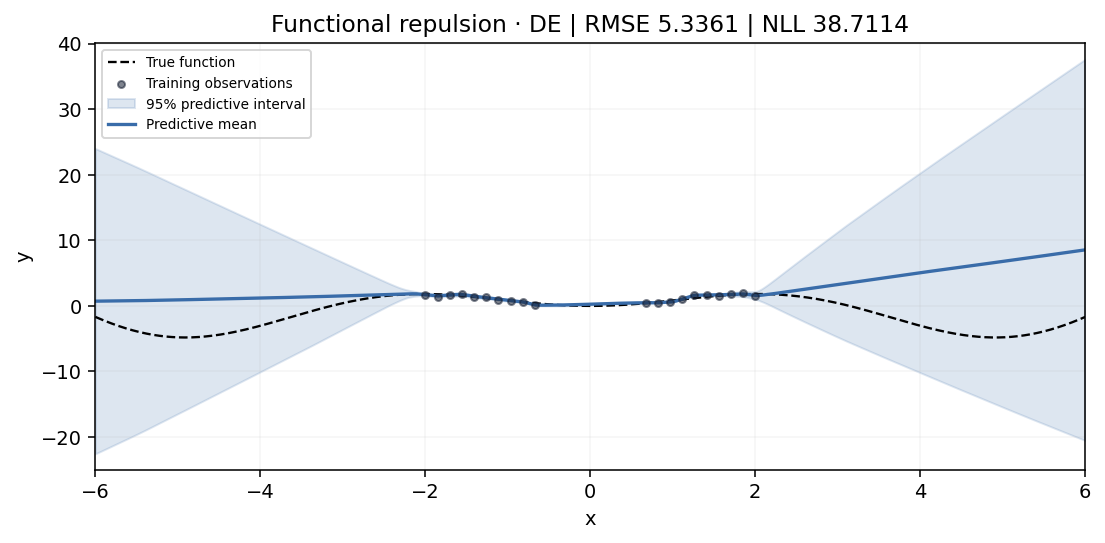 Functional repulsion · DE | RMSE 5.3361 | NLL 38.7114
True function
Training observations
95% predictive interval
Predictive mean
y
40
30
20
10
0
−10
−20
−6
−4
−2
0
2
4
6
x